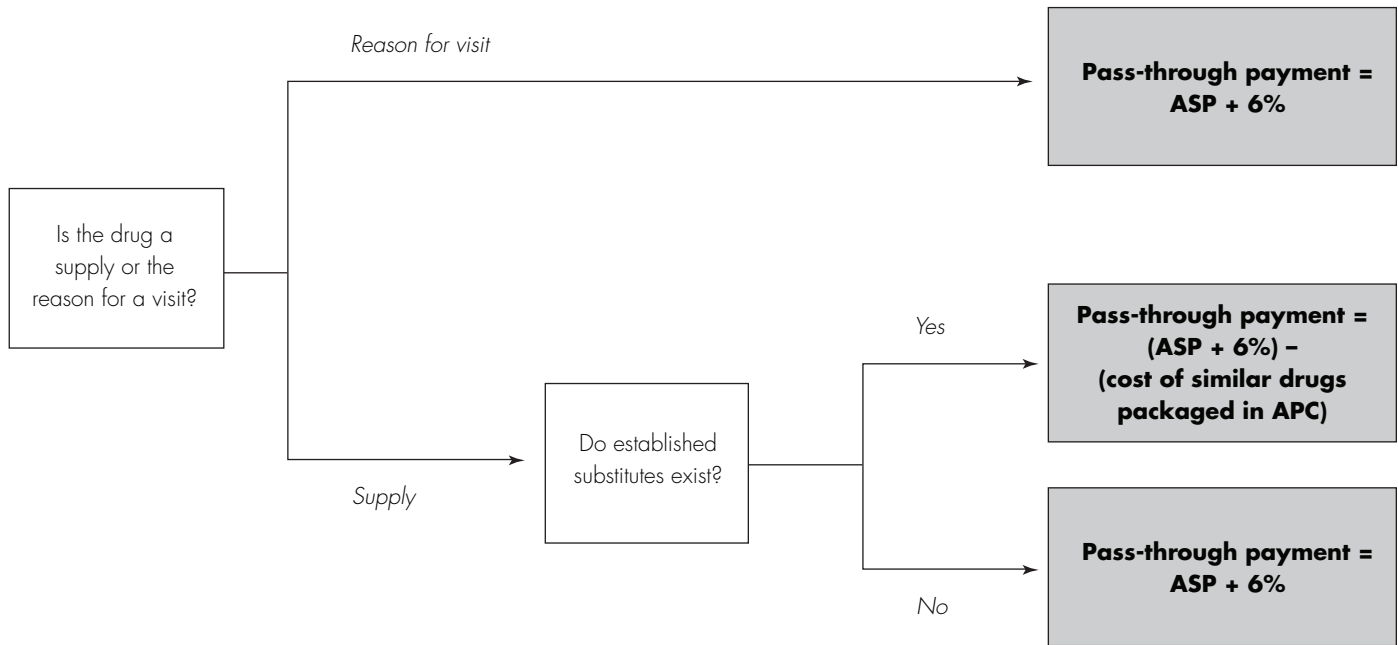 Reason for visit
Pass-through payment =
ASP + 6%
Is the drug a
supply or the
reason for a visit?
Yes
Pass-through payment =
(ASP + 6%) –
(cost of similar drugs
packaged in APC)
Do established
substitutes exist?
Supply
Pass-through payment =
ASP + 6%
No